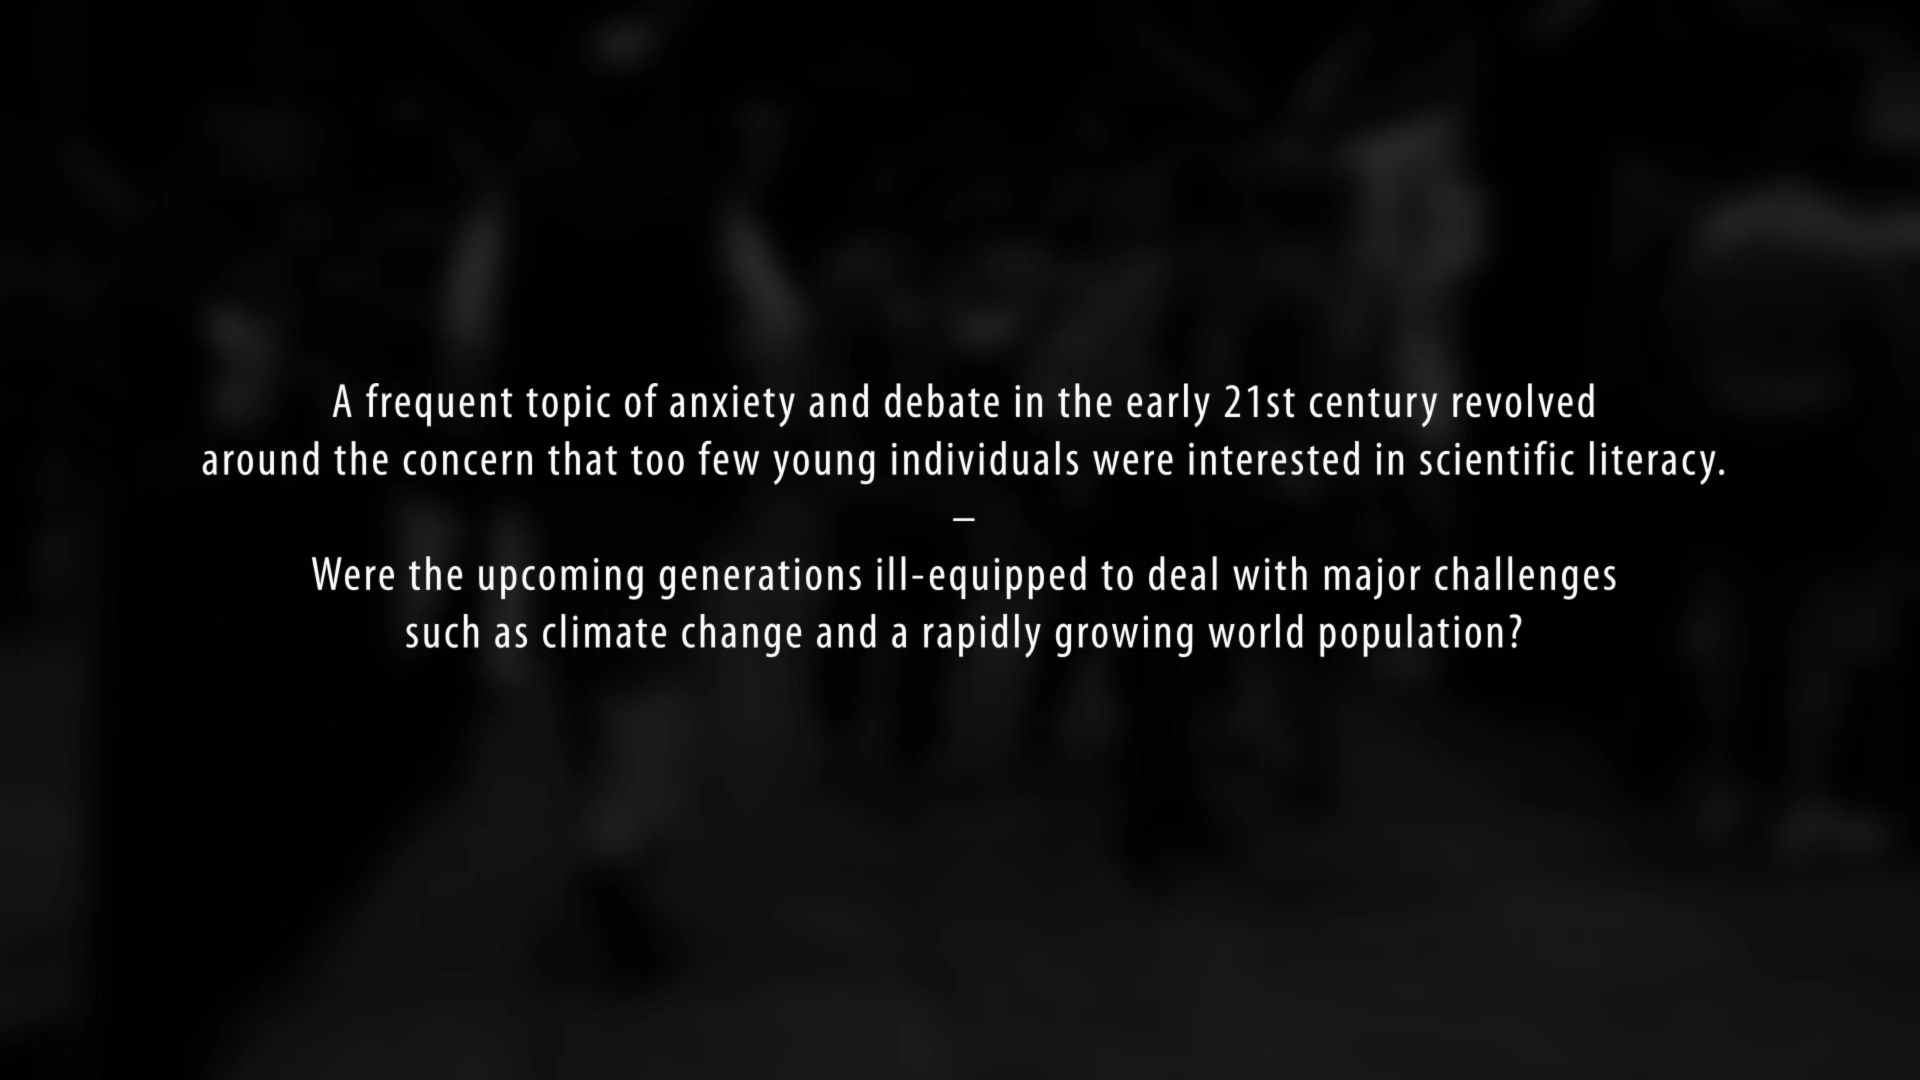 A frequent topic of anxiety and debate in the early 21st century revolved
around the concern that too few young individuals were interested in scientific literacy.
–
Were the upcoming generations ill-equipped to deal with major challenges
such as climate change and a rapidly growing world population?